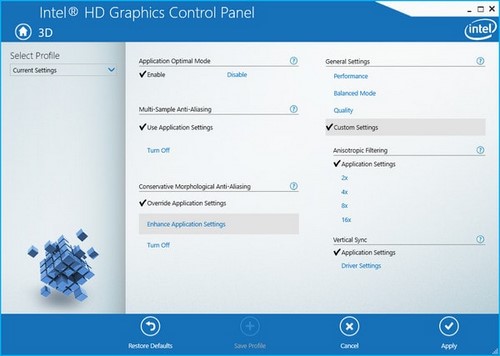 Intel® HD Graphics Control Panel
3D
intel
Select Profile
Current Settings
Application Optimal Mode ?
Enable Disable
Multi-Sample Anti-Aliasing ?
Use Application Settings
Turn Off
Conservative Morphological Anti-Aliasing ?
Override Application Settings
Enhance Application Settings
Turn Off
General Settings ?
Performance
Balanced Mode
Quality
Custom Settings
Anisotropic Filtering ?
Application Settings
2x
4x
8x
16x
Vertical Sync ?
Application Settings
Driver Settings
Restore Defaults
Save Profile
Cancel
Apply